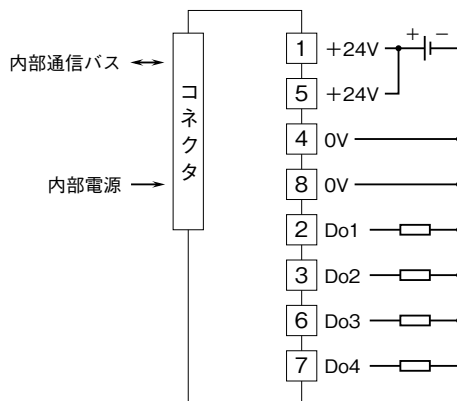 内部通信バス
内部電源
コネクタ
1 +24V
+ −
5 +24V
4 0V
8 0V
2 Do1
3 Do2
6 Do3
7 Do4